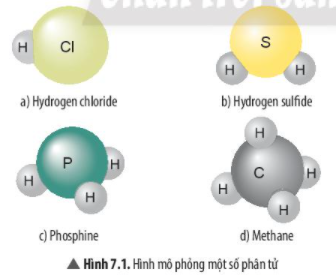 H Cl
S
H H
a) Hydrogen chloride b) Hydrogen sulfide
H
P H C
H H H
H H
c) Phosphine d) Methane
▲ Hình 7.1. Hình mô phỏng một số phân tử